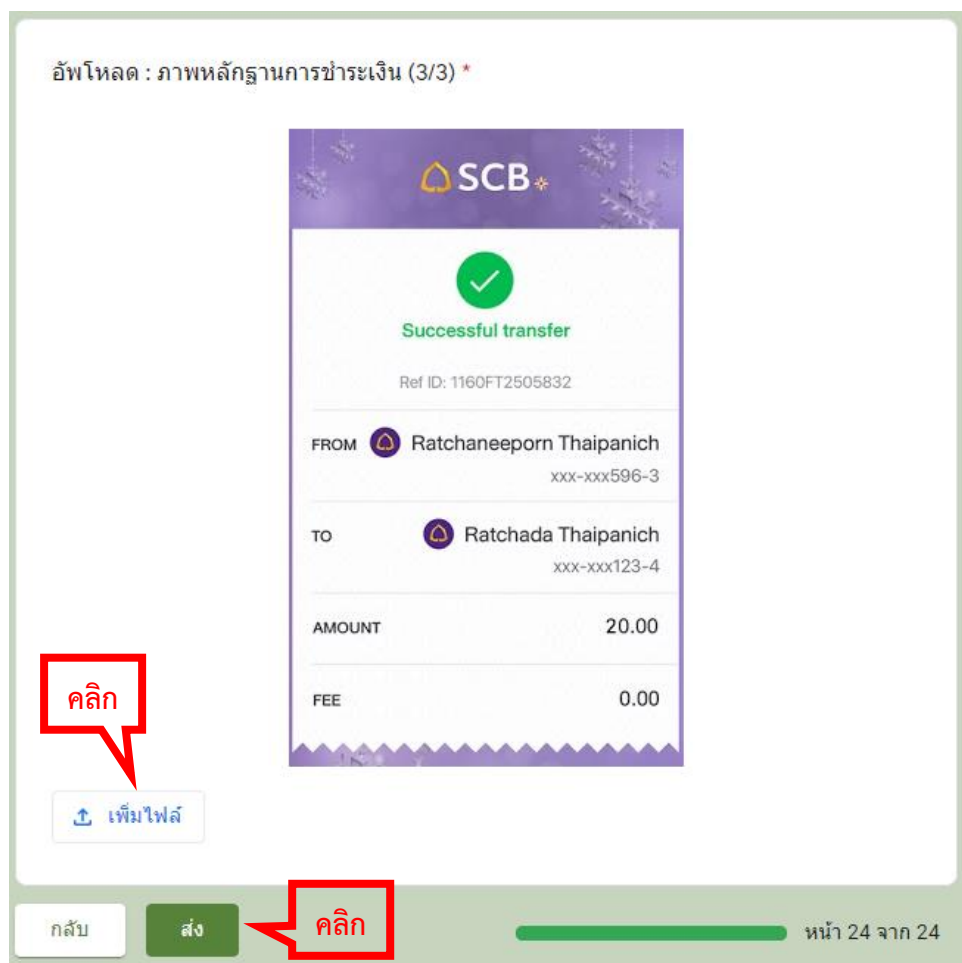 อัพโหลด : ภาพหลักฐานการชำระเงิน (3/3) *
SCB
Successful transfer
Ref ID: 1160FT2505832
FROM Ratchaneeporn Thaipanich
xxx-xxx596-3
TO Ratchada Thaipanich
xxx-xxx123-4
AMOUNT 20.00
FEE 0.00
คลิก
เพิ่มไฟล์
กลับ ส่ง คลิก หน้า 24 จาก 24